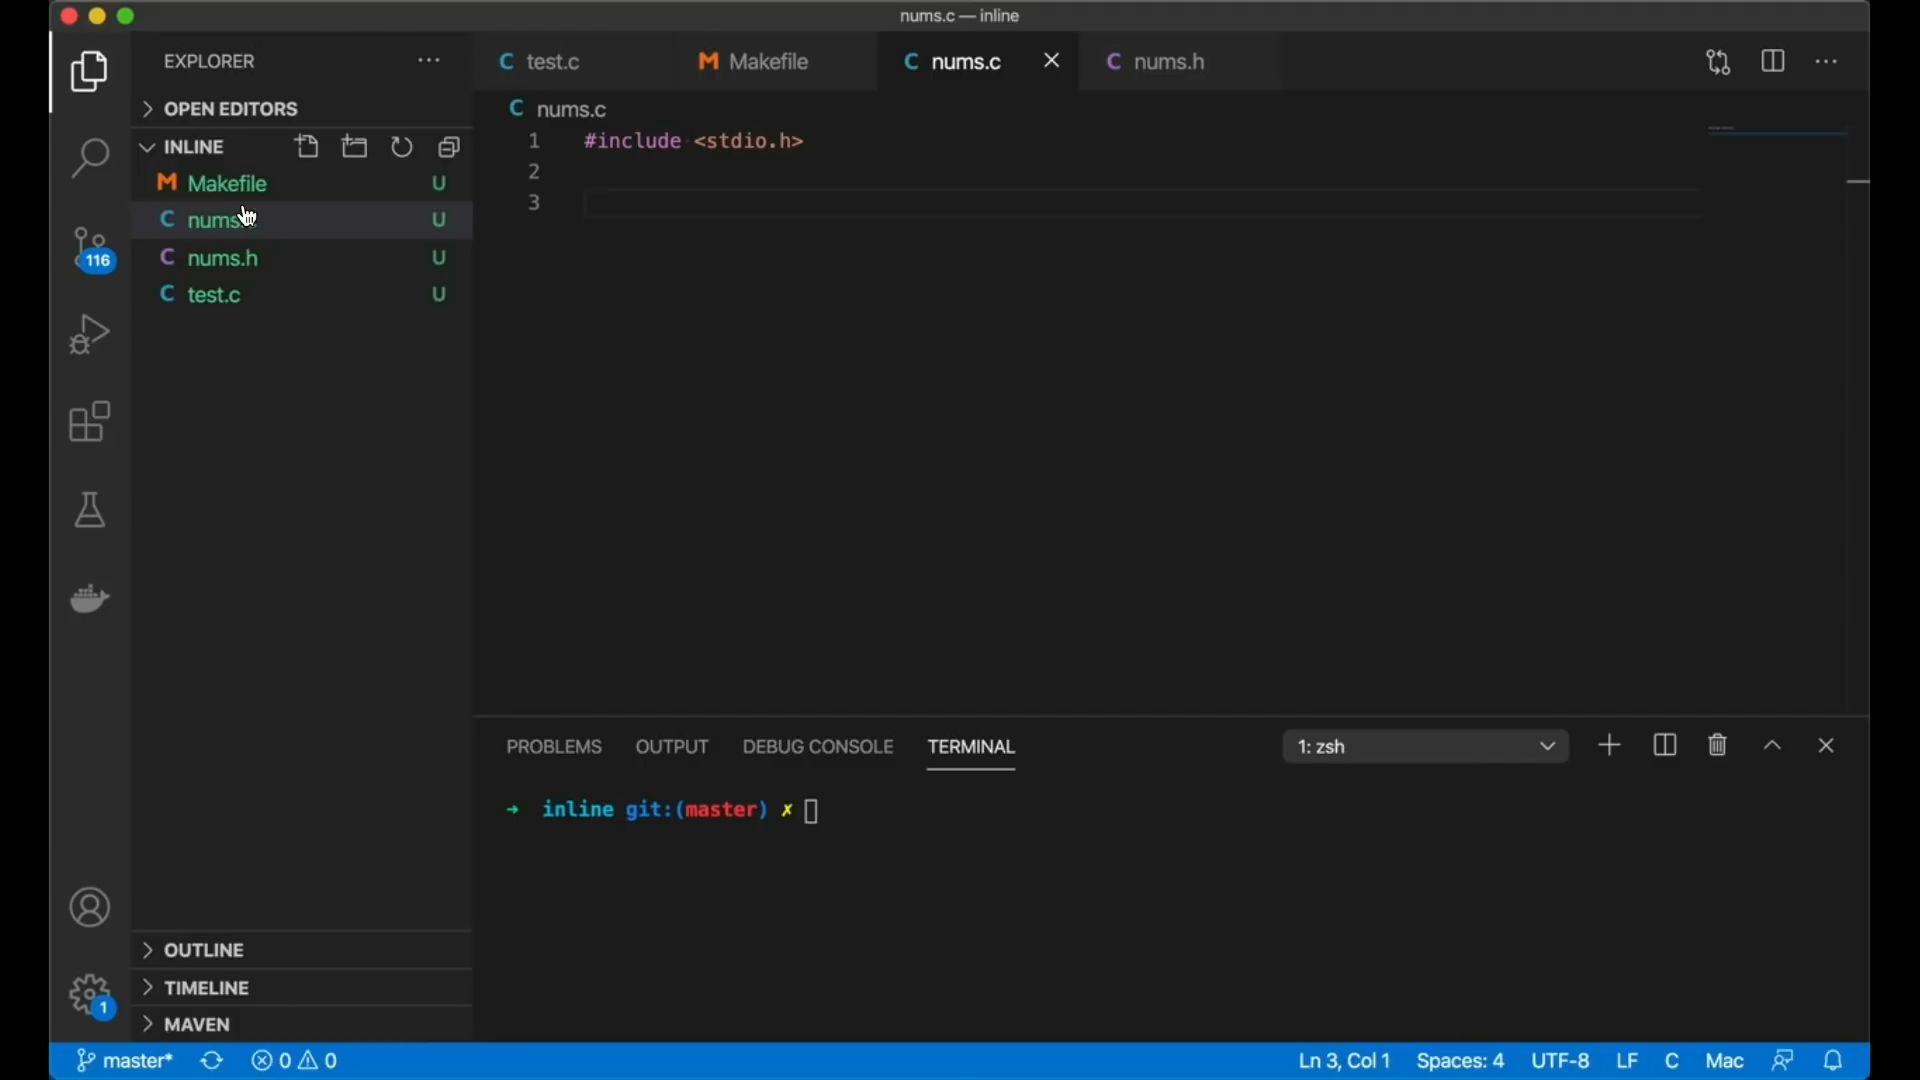 nums.c — inline
EXPLORER
OPEN EDITORS
INLINE
M Makefile U
C nums. U
C nums.h U
C test.c U
OUTLINE
TIMELINE
MAVEN
116
1
C test.c
M Makefile
C nums.c
C nums.h
C nums.c
1 #include <stdio.h>
2
3
PROBLEMS OUTPUT DEBUG CONSOLE TERMINAL
1: zsh
→ inline git:(master) ✗
master* 0 0
Ln 3, Col 1 Spaces: 4 UTF-8 LF C Mac